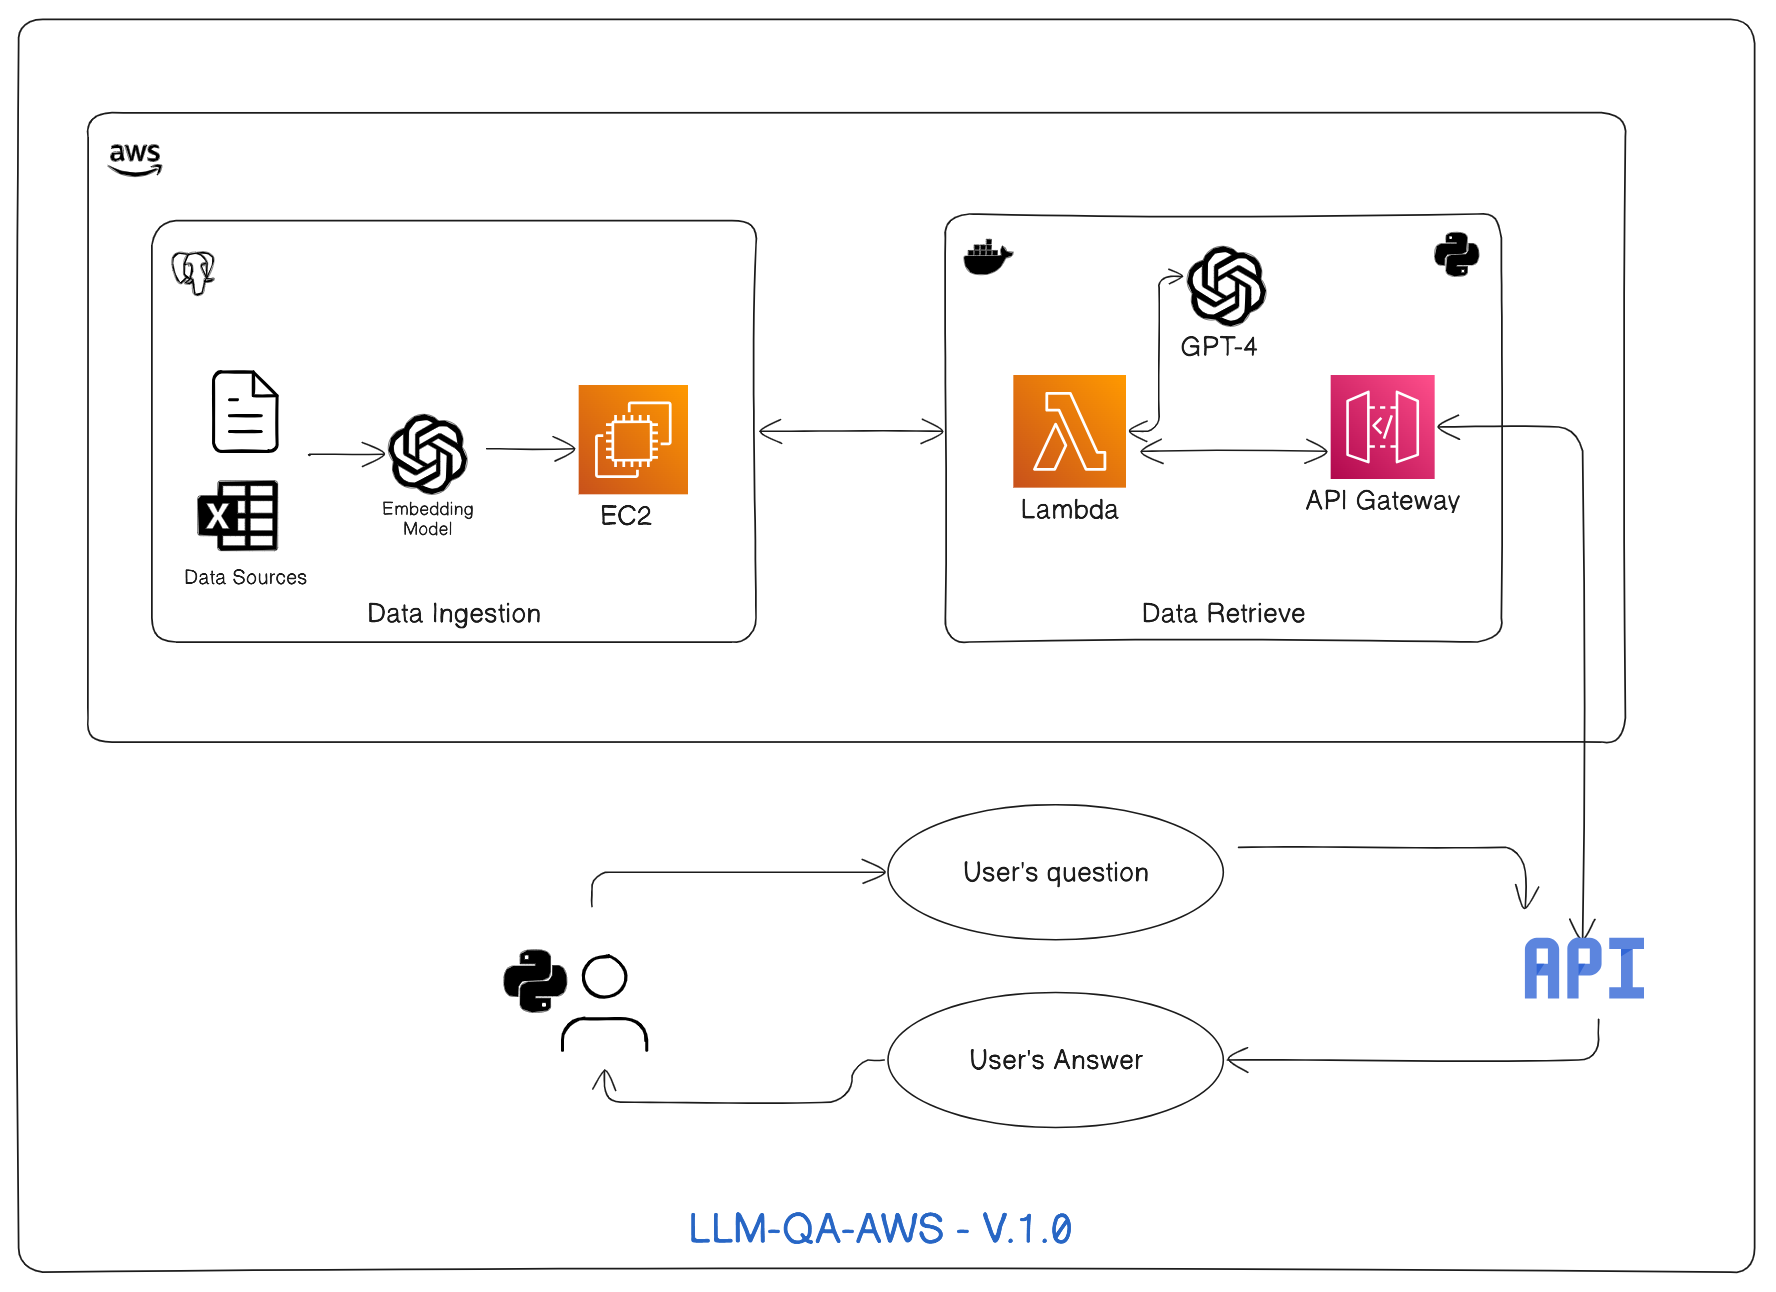 aws
GPT-4
X
Embedding
Model
EC2
Lambda
API Gateway
Data Sources
Data Ingestion
Data Retrieve
User's question
API
User's Answer
LLM-QA-AWS - V.1.0